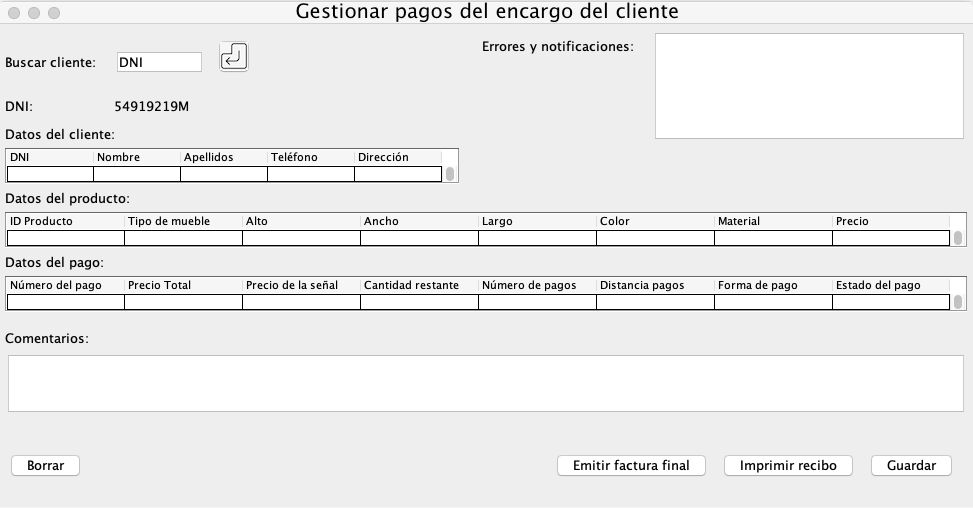 Gestionar pagos del encargo del cliente
Buscar cliente: DNI
Errores y notificaciones:
DNI: 54919219M
Datos del cliente:
DNI Nombre Apellidos Teléfono Dirección
Datos del producto:
ID Producto Tipo de mueble Alto Ancho Largo Color Material Precio
Datos del pago:
Número del pago Precio Total Precio de la señal Cantidad restante Número de pagos Distancia pagos Forma de pago Estado del pago
Comentarios:
Borrar Emitir factura final Imprimir recibo Guardar